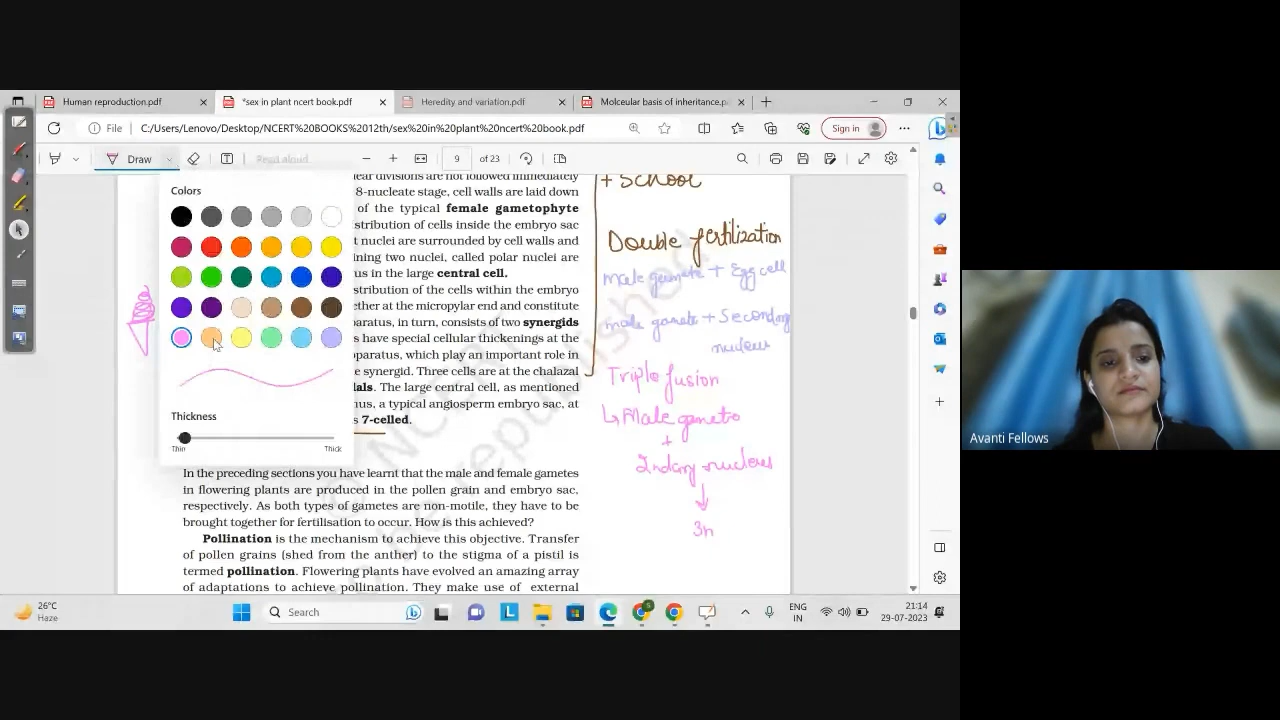 Human reproduction.pdf
*sex in plant ncert book.pdf
Heredity and variation.pdf
Molceular basis of inheritance.p
File
C:/Users/Lenovo/Desktop/NCERT%20BOOKS%2012th/sex%20in%20plant%20ncert%20book.pdf
Sign in
Draw
Read aloud
9 of 23
Colors
Thickness
Thin
Thick
ear divisions are not followed immediately
8-nucleate stage, cell walls are laid down
of the typical female gametophyte
stribution of cells inside the embryo sac
t nuclei are surrounded by cell walls and
ining two nuclei, called polar nuclei are
us in the large central cell.
stribution of the cells within the embryo
ether at the micropylar end and constitute
paratus, in turn, consists of two synergids
s have special cellular thickenings at the
paratus, which play an important role in
e synergid. Three cells are at the chalazal
dals. The large central cell, as mentioned
nus, a typical angiosperm embryo sac, at
s 7-celled.
In the preceding sections you have learnt that the male and female gametes
in flowering plants are produced in the pollen grain and embryo sac,
respectively. As both types of gametes are non-motile, they have to be
brought together for fertilisation to occur. How is this achieved?
Pollination is the mechanism to achieve this objective. Transfer
of pollen grains (shed from the anther) to the stigma of a pistil is
termed pollination. Flowering plants have evolved an amazing array
of adaptations to achieve pollination. They make use of external
+ School
Double fertilization
male gamete + Egg cell
male gamete + Secondary
nucleus
Triple fusion
↳ Male gamete
+
2ndary nucleus
↓
3n
Avanti Fellows
26°C
Haze
Search
ENG
IN
21:14
29-07-2023